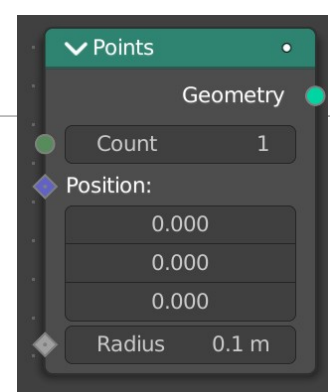 Points
Geometry
Count 1
Position:
0.000
0.000
0.000
Radius 0.1 m